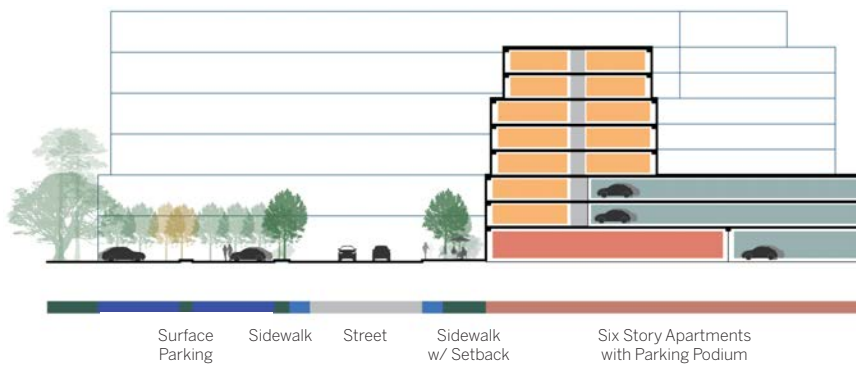 Surface
Parking
Sidewalk
Street
Sidewalk
w/ Setback
Six Story Apartments
with Parking Podium